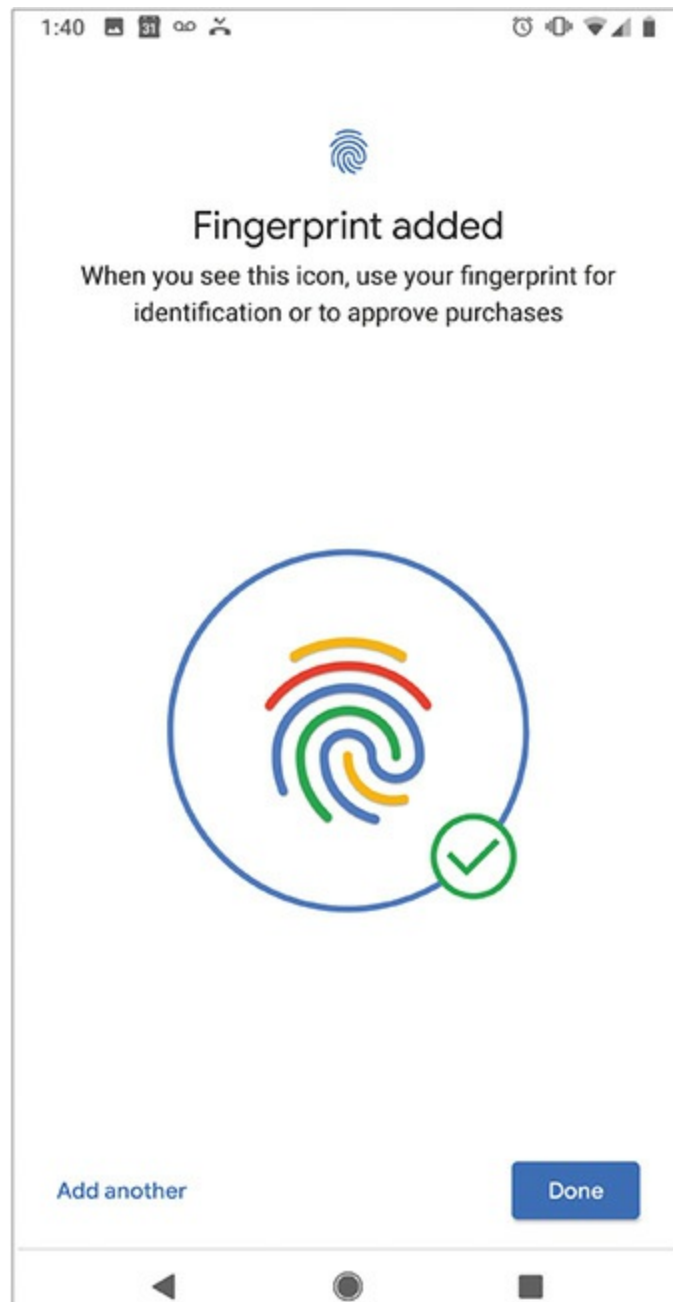 1:40 31
Fingerprint added
When you see this icon, use your fingerprint for
identification or to approve purchases
Add another
Done